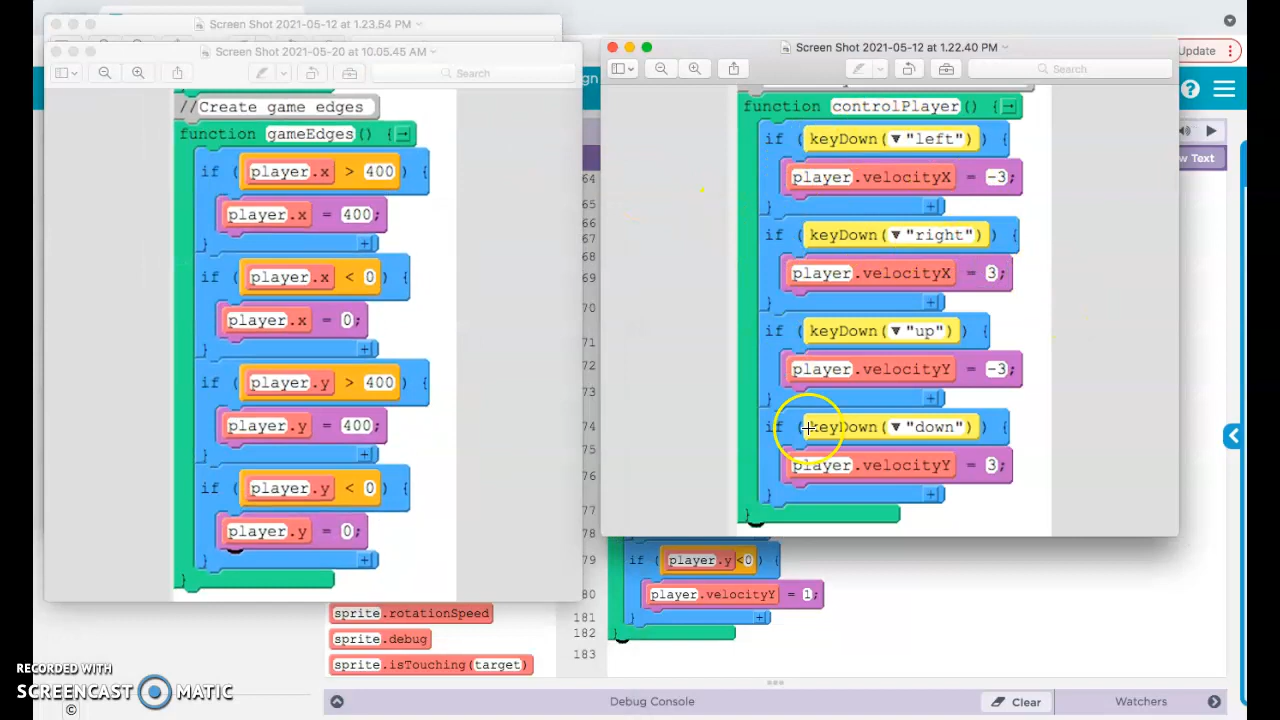 Screen Shot 2021-05-12 at 1.23.54 PM
Screen Shot 2021-05-20 at 10.05.45 AM
Search
//Create game edges
function gameEdges() {
if (player.x > 400) {
player.x = 400;
}
if (player.x < 0) {
player.x = 0;
}
if (player.y > 400) {
player.y = 400;
}
if (player.y < 0) {
player.y = 0;
}
}
Screen Shot 2021-05-12 at 1.22.40 PM
Search
function controlPlayer() {
if (keyDown("left")) {
player.velocityX = -3;
}
if (keyDown("right")) {
player.velocityX = 3;
}
if (keyDown("up")) {
player.velocityY = -3;
}
if (keyDown("down")) {
player.velocityY = 3;
}
}
Update
?
64
65
66
67
68
69
70
71
72
73
74
75
76
77
78
79 if (player.y<0) {
80 player.velocityY = 1;
181 }
182 }
183
sprite.rotationSpeed
sprite.debug
sprite.isTouching(target)
Debug Console
Clear
Watchers
RECORDED WITH
SCREENCAST MATIC
©